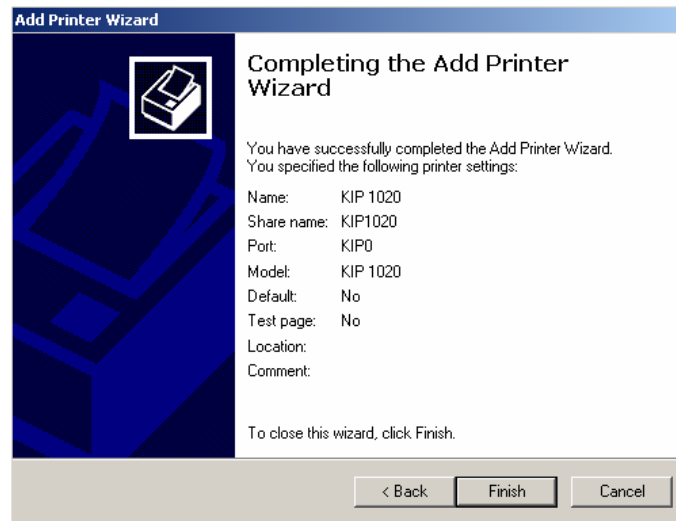 Add Printer Wizard
Completing the Add Printer
Wizard
You have successfully completed the Add Printer Wizard.
You specified the following printer settings:
Name: KIP 1020
Share name: KIP1020
Port: KIP0
Model: KIP 1020
Default: No
Test page: No
Location:
Comment:
To close this wizard, click Finish.
< Back Finish Cancel